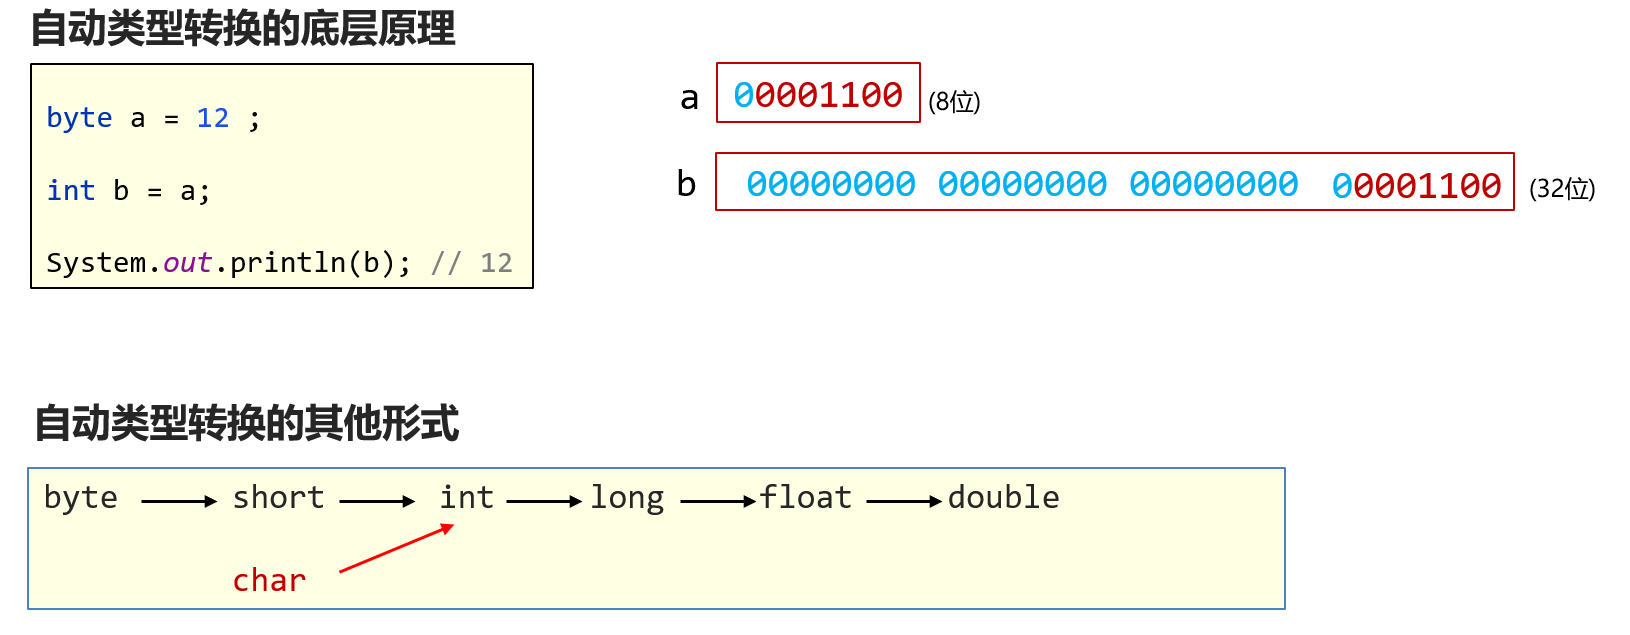 自动类型转换的底层原理
byte a = 12 ;
int b = a;
System.out.println(b); // 12
a 00001100 (8位)
b 00000000 00000000 00000000 00001100 (32位)
自动类型转换的其他形式
byte short int long float double
char